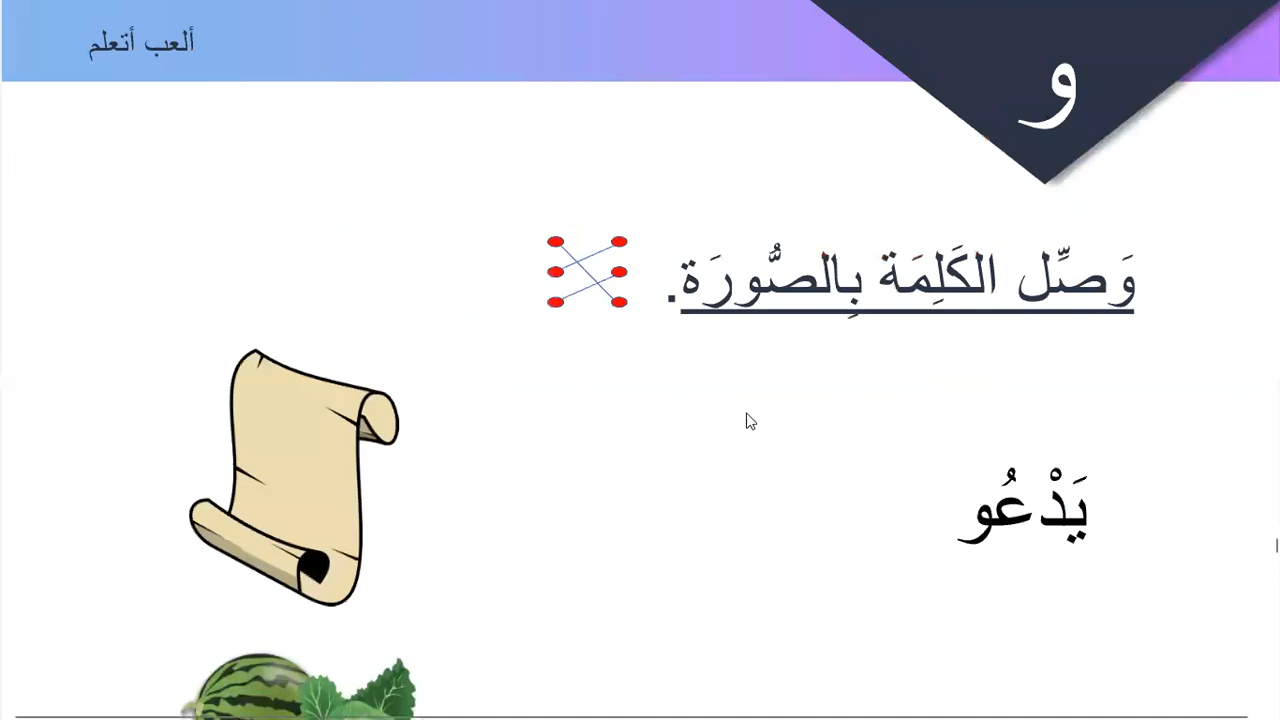 ألعب أتعلم
و
وَصِّل الكَلِمَة بِالصُّورَة.
يَدْعُو